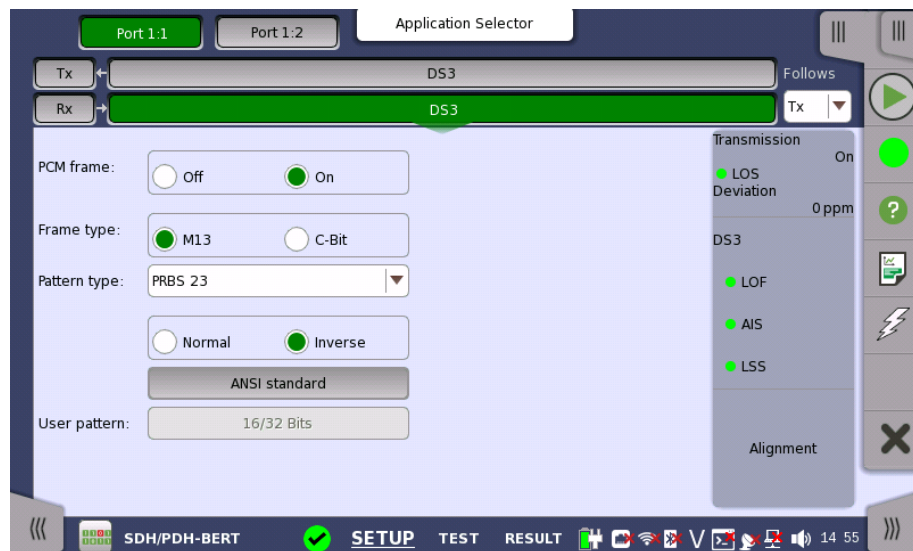 Port 1:1
Port 1:2
Application Selector
Tx
DS3
Follows
Rx
DS3
Tx
PCM frame:
Off
On
Frame type:
M13
C-Bit
Pattern type:
PRBS 23
Normal
Inverse
ANSI standard
User pattern:
16/32 Bits
Transmission
On
LOS
Deviation
0 ppm
DS3
LOF
AIS
LSS
Alignment
SDH/PDH-BERT
SETUP
TEST
RESULT
V
14 55